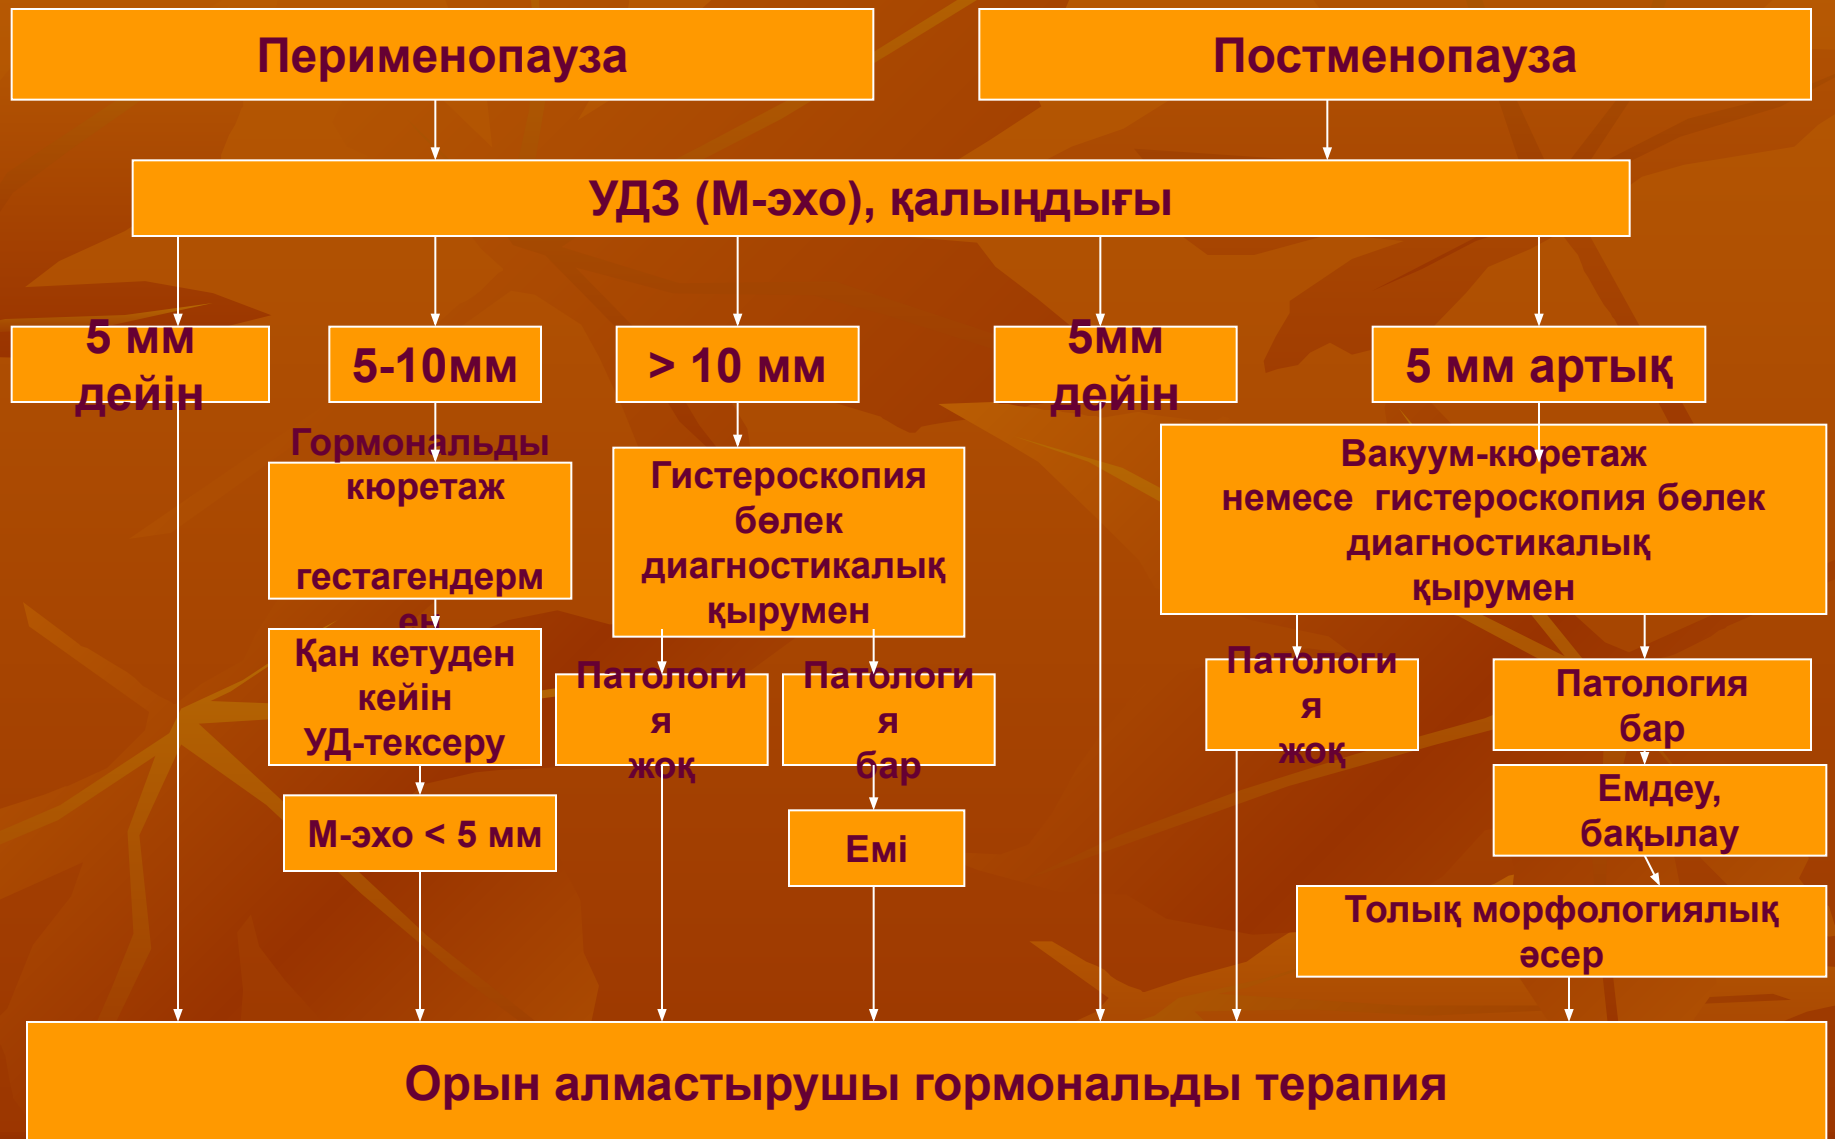 Перименопауза
Постменопауза
УДЗ (М-эхо), қалыңдығы
5 мм
дейін
5-10мм
> 10 мм
5мм
дейін
5 мм артық
Гормональды
кюретаж
гестагендерм
ен
Гистероскопия
бөлек
диагностикалық
қырумен
Вакуум-кюретаж
немесе гистероскопия бөлек
диагностикалық
қырумен
Қан кетуден
кейін
УД-тексеру
Патологи
я
жоқ
Патологи
я
бар
Патологи
я
жоқ
Патология
бар
М-эхо < 5 мм
Емі
Емдеу,
бақылау
Толық морфологиялық
әсер
Орын алмастырушы гормональды терапия